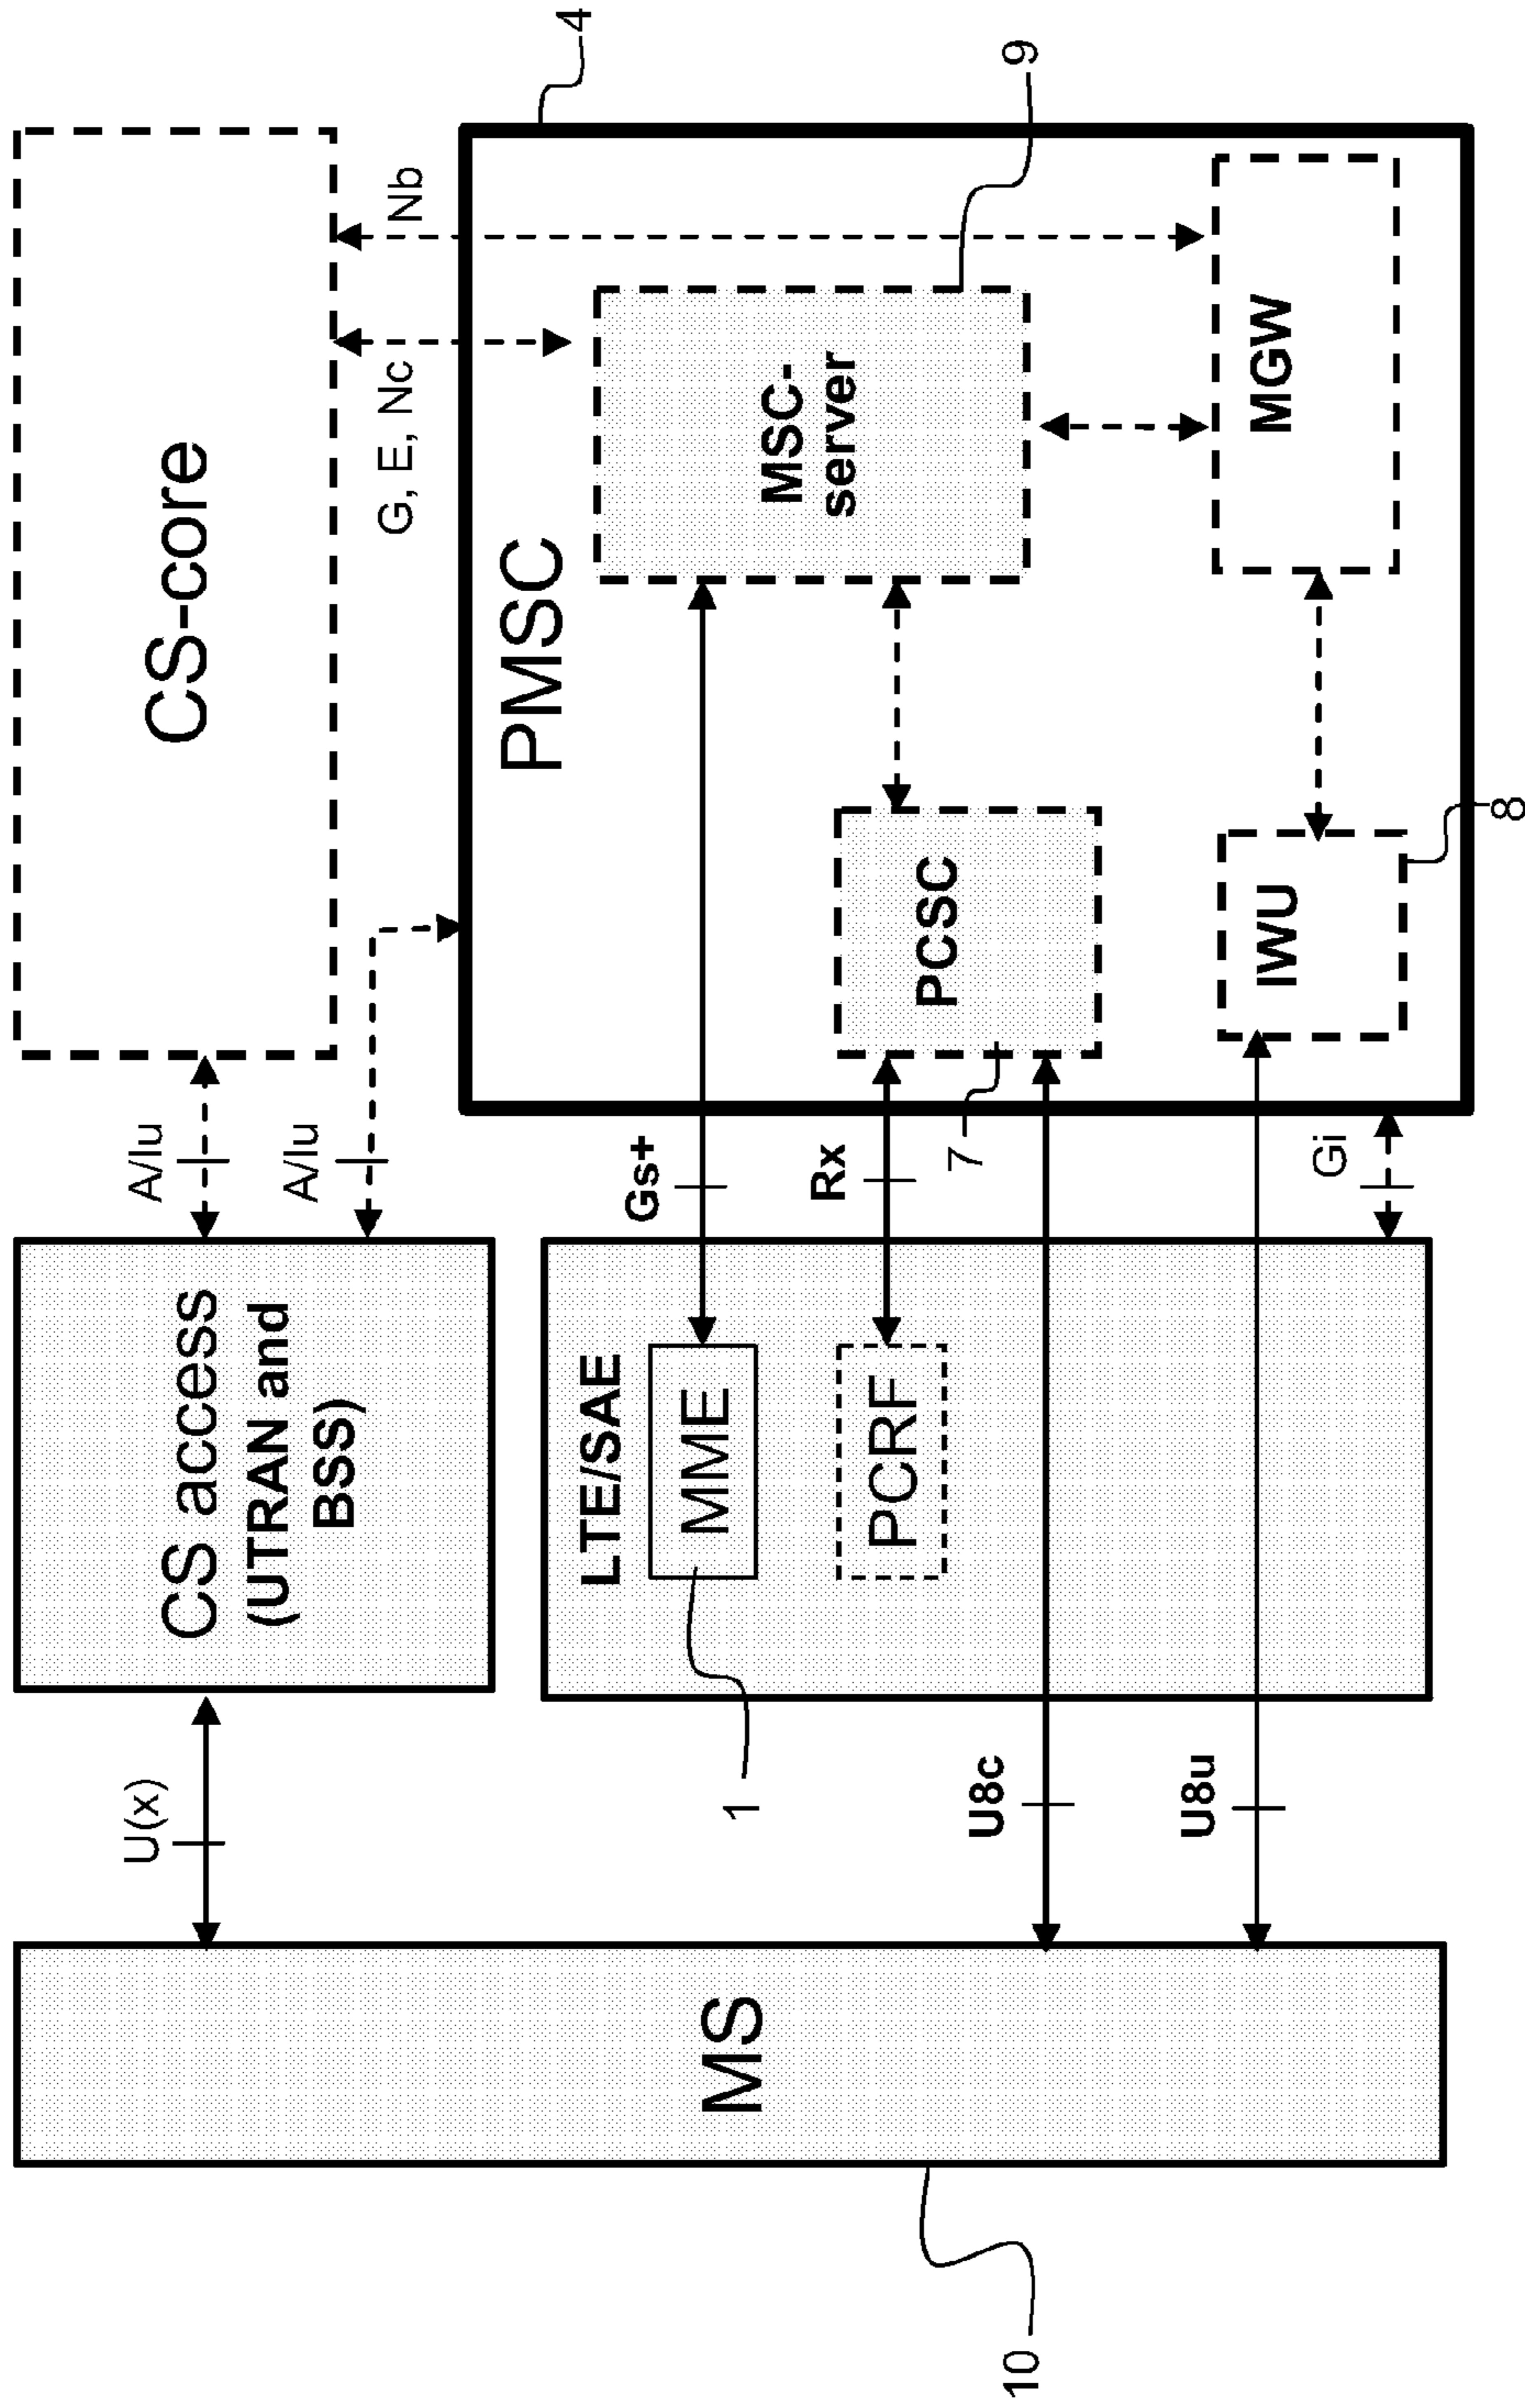 MS
10
U(x)
CS access
(UTRAN and
BSS)
A/Iu
A/Iu
CS-core
LTE/SAE
MME
1
PCRF
U8c
U8u
Gs+
Rx
7
Gi
G, E, Nc
Nb
4
PMSC
MSC-
server
9
PCSC
IWU
8
MGW